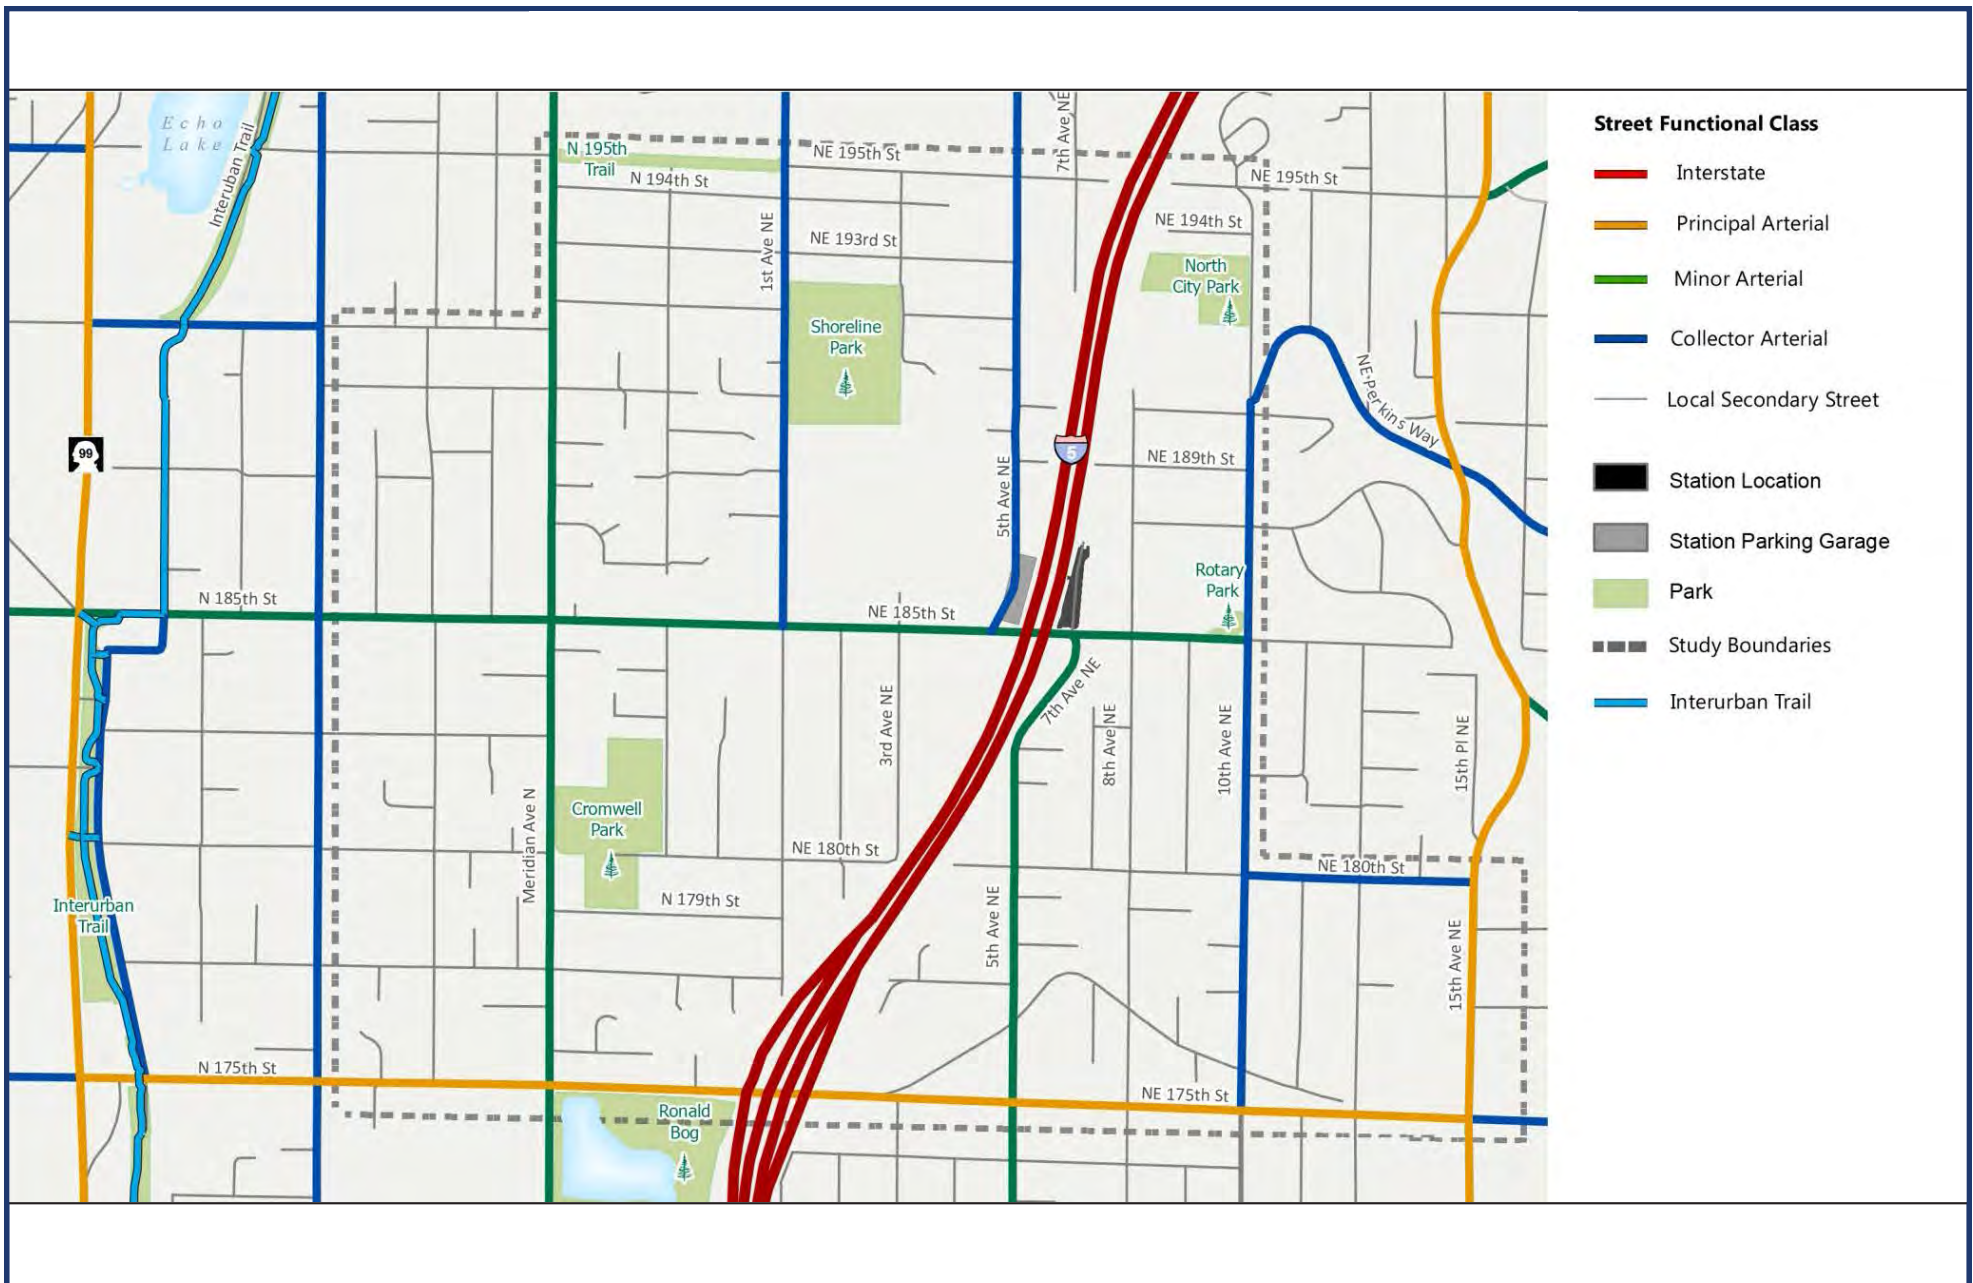 Echo
Lake
Interuban Trail
N 195th
Trail
N 194th St
NE 195th St
7th Ave NE
NE 195th St
1st Ave NE
NE 193rd St
NE 194th St
North
City Park
Shoreline
Park
NE Perkins Way
99
5
5th Ave NE
NE 189th St
Rotary
Park
N 185th St
NE 185th St
7th Ave NE
3rd Ave NE
8th Ave NE
10th Ave NE
15th Pl NE
Meridian Ave N
Cromwell
Park
NE 180th St
NE 180th St
N 179th St
Interurban
Trail
5th Ave NE
15th Ave NE
N 175th St
NE 175th St
Ronald
Bog
Street Functional Class
Interstate
Principal Arterial
Minor Arterial
Collector Arterial
Local Secondary Street
Station Location
Station Parking Garage
Park
Study Boundaries
Interurban Trail